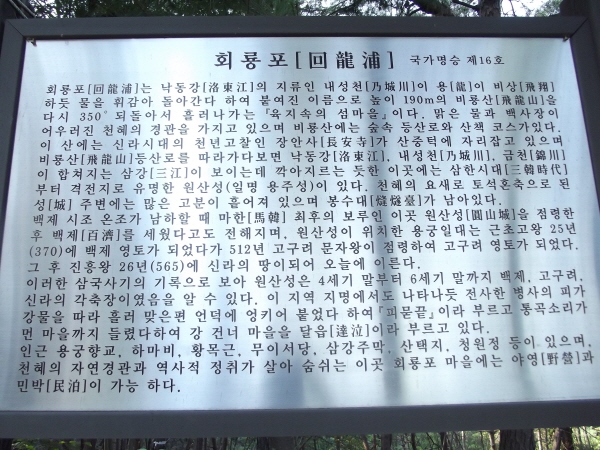 회룡포[回龍浦] 국가명승 제16호
회룡포[回龍浦]는 낙동강[洛東江]의 지류인 내성천[乃城川]이 용[龍]이 비상[飛翔]
하듯 물을 휘감아 돌아간다 하여 붙여진 이름으로 높이 190m의 비룡산[飛龍山]을
다시 350°되돌아서 흘러나가는 『육지속의 섬마을』이다. 맑은 물과 백사장이
어우러진 천혜의 경관을 가지고 있으며 비룡산에는 숲속 등산로와 산책 코스가있다.
이 산에는 신라시대의 천년고찰인 장안사[長安寺]가 산중턱에 자리잡고 있으며
비룡산[飛龍山]등산로를 따라가다보면 낙동강[洛東江], 내성천[乃城川], 금천[錦川]
이 합쳐지는 삼강[三江]이 보이는데 깍아지르는 듯한 이곳에는 삼한시대[三韓時代]
부터 격전지로 유명한 원산성(일명 용주성)이 있다. 천혜의 요새로 토석혼축으로 된
성[城] 주변에는 많은 고분이 흩어져 있으며 봉수대[烽燧臺]가 남아있다.
백제 시조 온조가 남하할 때 마한[馬韓] 최후의 보루인 이곳 원산성[圓山城]을 점령한
후 백제[百濟]를 세웠다고도 전해지며, 원산성이 위치한 용궁일대는 근초고왕 25년
(370)에 백제 영토가 되었다가 512년 고구려 문자왕이 점령하여 고구려 영토가 되었다.
그 후 진흥왕 26년(565)에 신라의 땅이되어 오늘에 이른다.
이러한 삼국사기의 기록으로 보아 원산성은 4세기 말부터 6세기 말까지 백제, 고구려,
신라의 각축장이였음을 알 수 있다. 이 지역 지명에서도 나타나듯 전사한 병사의 피가
강물을 따라 흘러 맞은편 언덕에 엉키어 붙었다 하여「피꿈끝」이라 부르고 통곡소리가
먼 마을까지 들렸다하여 강 건너 마을을 달읍[達泣]이라 부르고 있다.
인근 용궁향교, 하마비, 황목근, 무이서당, 삼강주막, 산택지, 청원정 등이 있으며,
천혜의 자연경관과 역사적 정취가 살아 숨쉬는 이곳 회룡포 마을에는 야영[野營]과
민박[民泊]이 가능 하다.